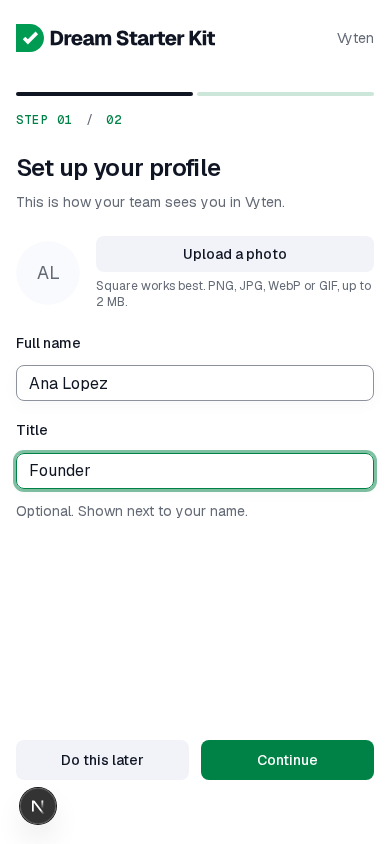 Dream Starter Kit
Vyten
STEP 01 / 02
Set up your profile
This is how your team sees you in Vyten.
AL
Upload a photo
Square works best. PNG, JPG, WebP or GIF, up to
2 MB.
Full name
Ana Lopez
Title
Founder
Optional. Shown next to your name.
Do this later
Continue
N